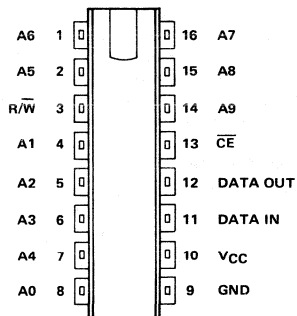 A6 1 16 A7
A5 2 15 A8
R/W̅ 3 14 A9
A1 4 13 C̅E̅
A2 5 12 DATA OUT
A3 6 11 DATA IN
A4 7 10 VCC
A0 8 9 GND